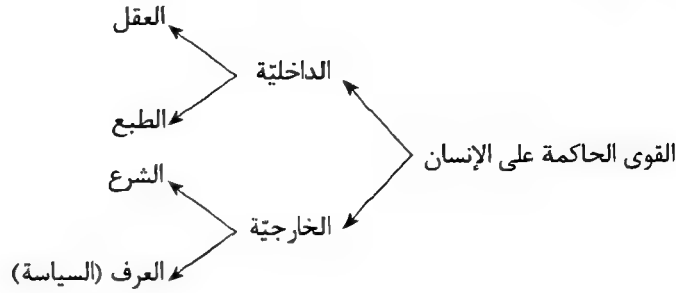 العقل
الداخليّة
الطبع
القوى الحاكمة على الإنسان
الشرع
الخارجيّة
العرف (السياسة)